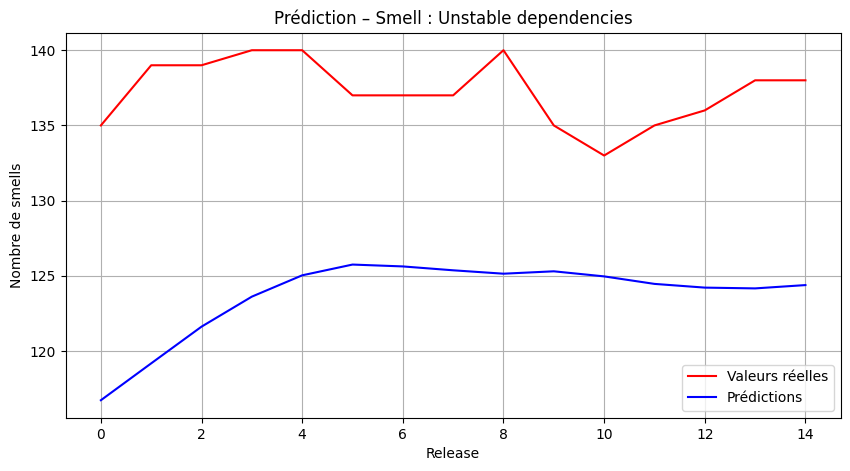 Prédiction – Smell : Unstable dependencies
Nombre de smells
140
135
130
125
120
0 2 4 6 8 10 12 14
Release
Valeurs réelles
Prédictions